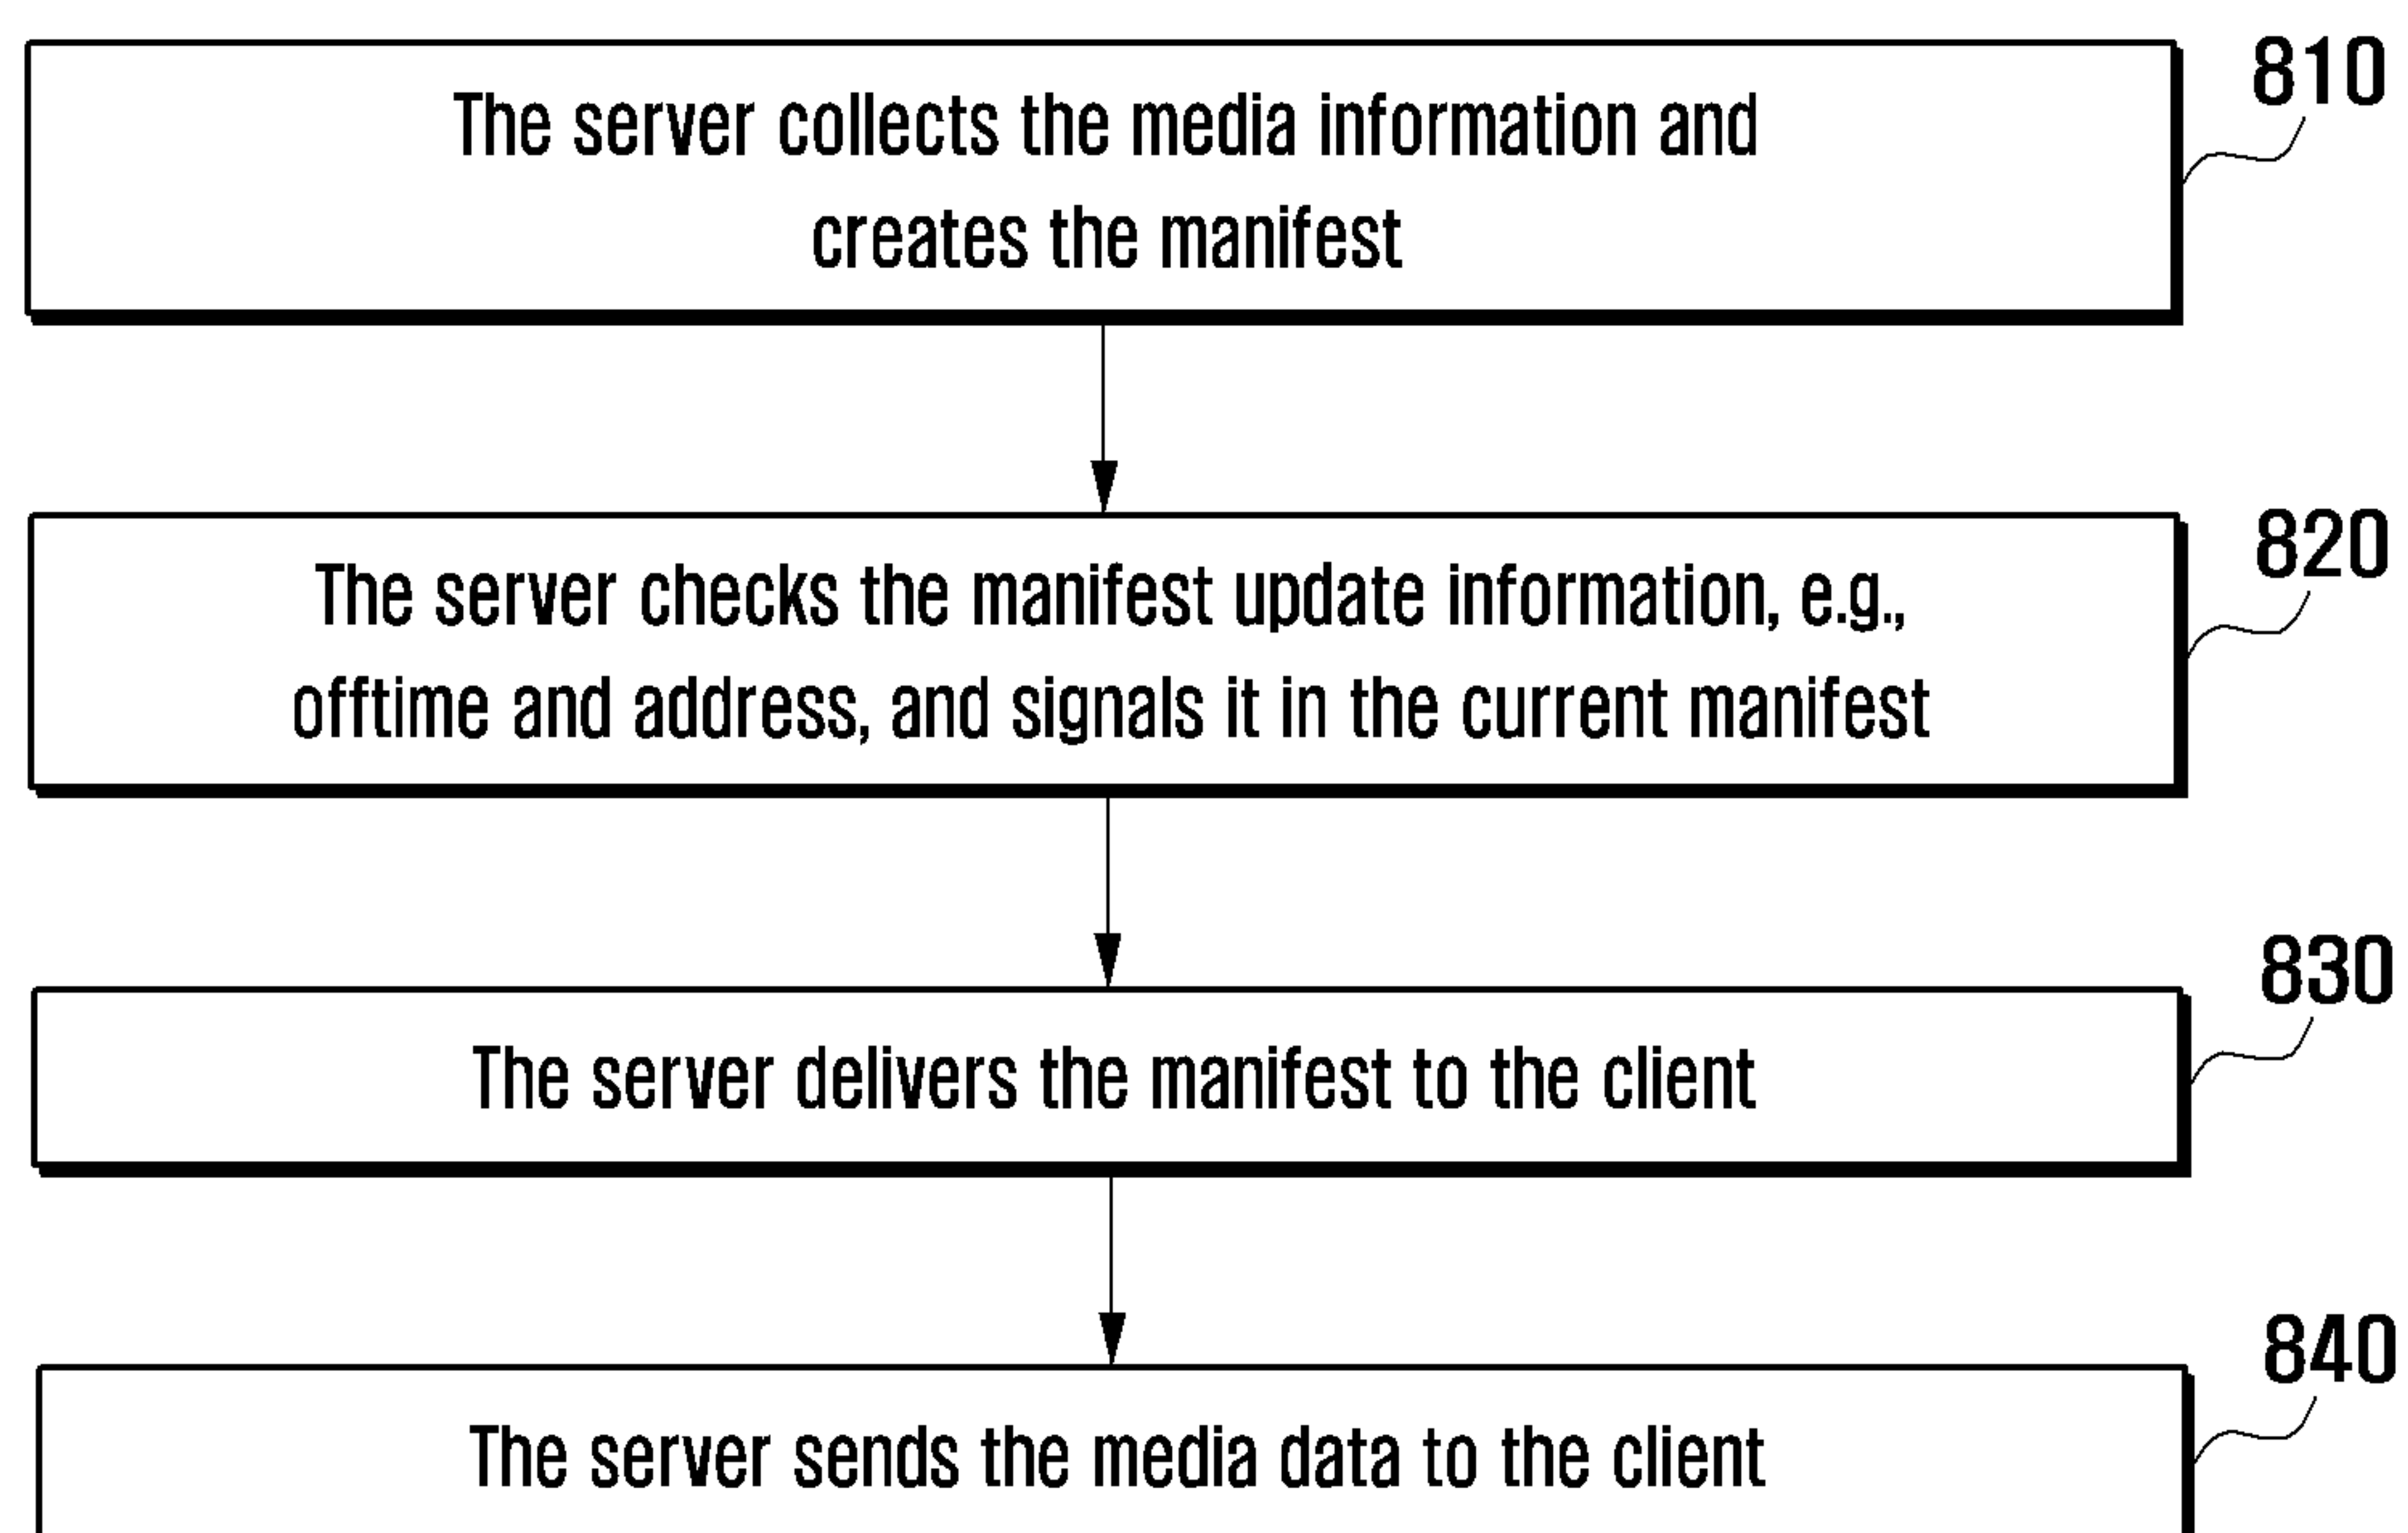 810
The server collects the media information and
creates the manifest
820
The server checks the manifest update information, e.g.,
offtime and address, and signals it in the current manifest
830
The server delivers the manifest to the client
840
The server sends the media data to the client